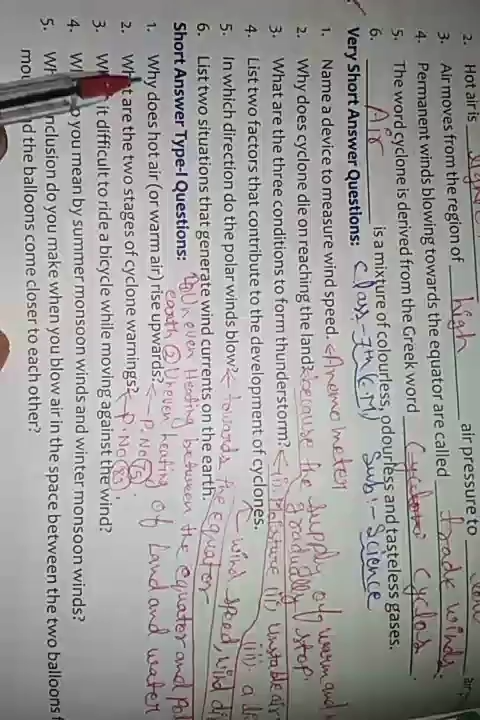 2. Hot air is
3. Air moves from the region of high air pressure to low air
4. Permanent winds blowing towards the equator are called trade winds.
5. The word cyclone is derived from the Greek word Cyclos.
6. Air is a mixture of colourless, odourless and tasteless gases.
Very Short Answer Questions: Class-7th (EM) Sub:- Science
1. Name a device to measure wind speed. Anemometer
2. Why does cyclone die on reaching the land? because the supply of warm and
gradually stop.
3. What are the three conditions to form thunderstorm? (i) Moisture (ii) unstable air
(iii) a
4. List two factors that contribute to the development of cyclones. wind speed, wind di
5. In which direction do the polar winds blow? towards the equator
6. List two situations that generate wind currents on the earth.
① Uneven Heating between the equator and Pol
Short Answer Type-I Questions: earth ② Uneven heating of Land and water
1. Why does hot air (or warm air) rise upwards? P.No
2. What are the two stages of cyclone warnings? P.No
3. it difficult to ride a bicycle while moving against the wind?
4. you mean by summer monsoon winds and winter monsoon winds?
5. nclusion do you make when you blow air in the space between the two balloons
d the balloons come closer to each other?